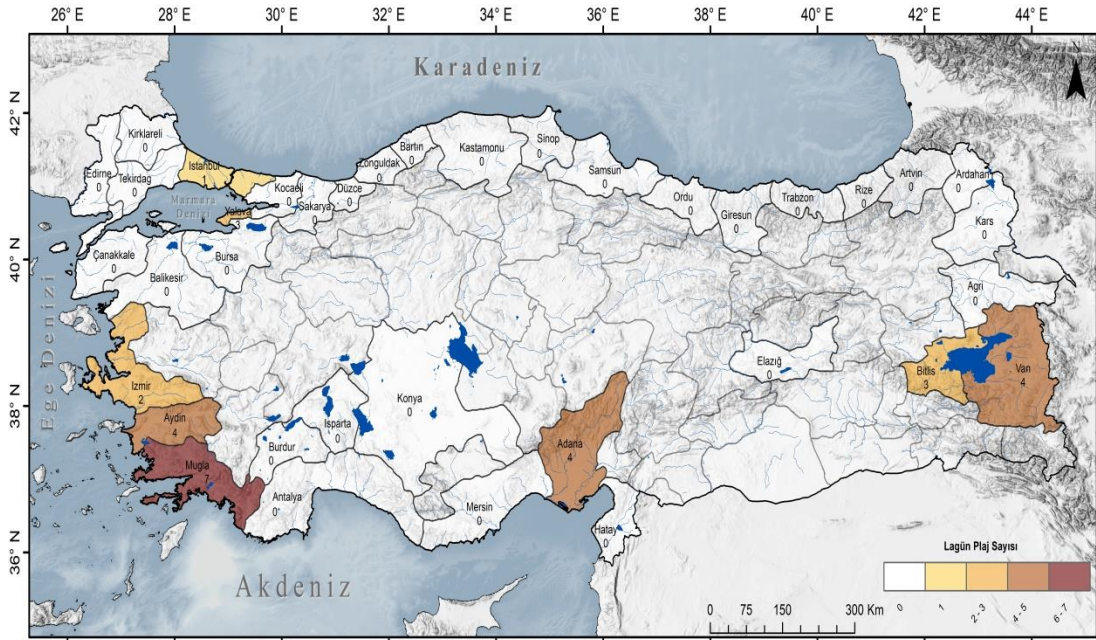 26° E 28° E 30° E 32° E 34° E 36° E 38° E 40° E 42° E 44° E
N
Karadeniz
42° N
40° N
38° N
36° N
Kirklareli
0
Edirne
0
Tekirdag
0
Istanbul
1
Marmara
Denizi
Yalova
3
Kocaeli
0
Sakarya
0
Düzce
0
Zonguldak
0
Bartın
0
Kastamonu
0
Sinop
0
Samsun
0
Ordu
0
Giresun
0
Trabzon
0
Rize
0
Artvin
0
Ardahan
0
Kars
0
Agri
0
Çanakkale
0
Balikesir
0
Bursa
0
Ege Denizi
Izmir
2
Aydin
4
Mugla
7
Burdur
0
Isparta
0
Antalya
0
Konya
0
Mersin
0
Adana
4
Hatay
0
Elazığ
0
Bitlis
3
Van
4
Akdeniz
Lagün Plaj Sayısı
0
1
2 - 3
4 - 5
6 - 7
0 75 150 300 Km